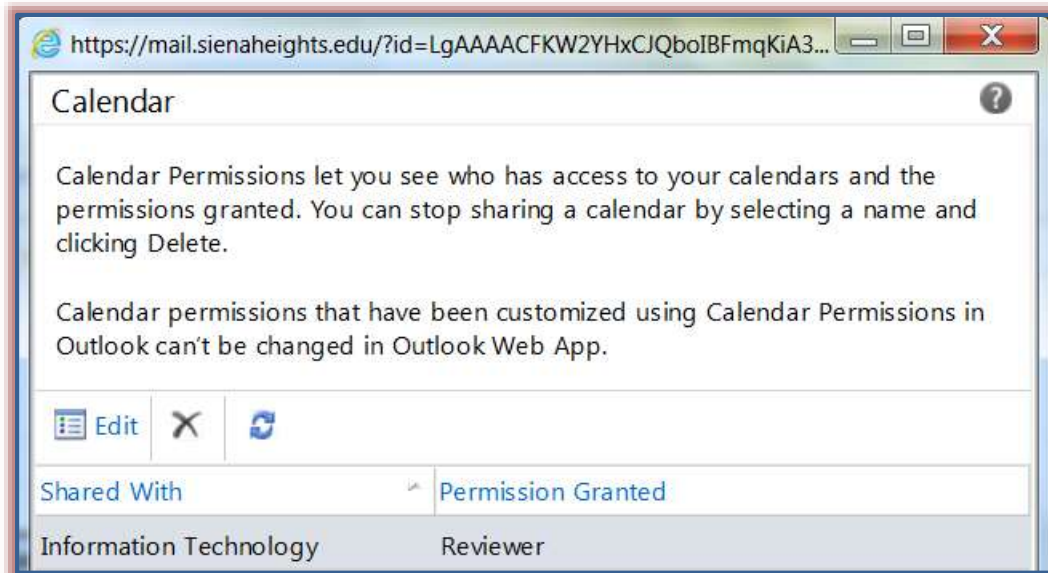 https://mail.sienaheights.edu/?id=LgAAAACFKW2YHxCJQboIBFmqKiA3...
Calendar
Calendar Permissions let you see who has access to your calendars and the
permissions granted. You can stop sharing a calendar by selecting a name and
clicking Delete.
Calendar permissions that have been customized using Calendar Permissions in
Outlook can't be changed in Outlook Web App.
Edit
Shared With Permission Granted
Information Technology Reviewer